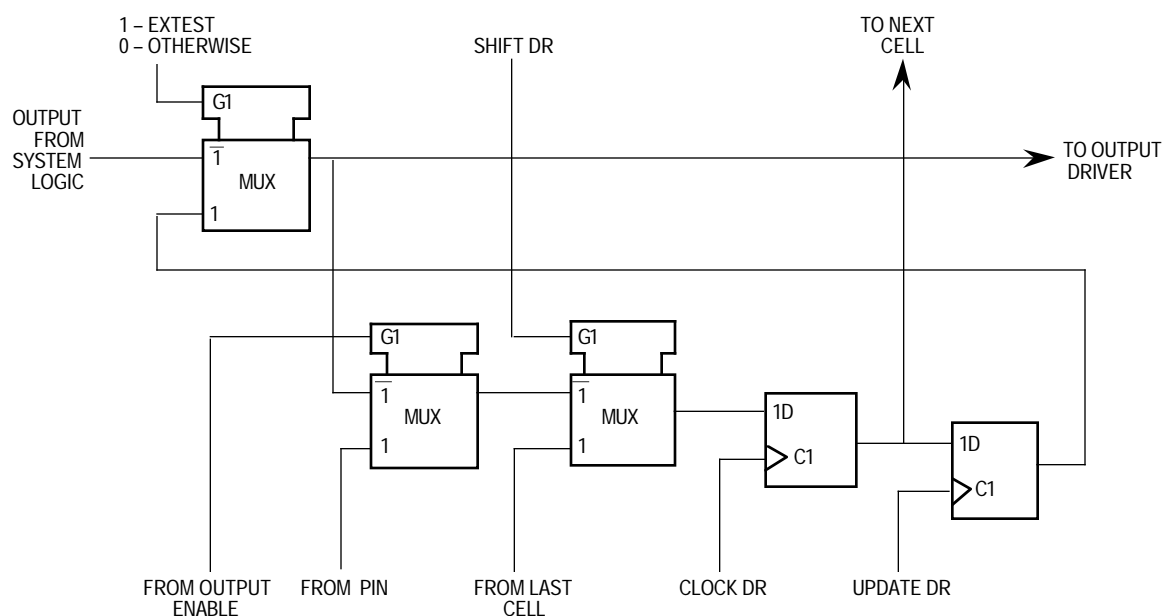 1 – EXTEST
0 – OTHERWISE
SHIFT DR
TO NEXT
CELL
G1
OUTPUT
FROM
SYSTEM
LOGIC
1
MUX
1
TO OUTPUT
DRIVER
G1
G1
1
MUX
1
1
MUX
1
1D
C1
1D
C1
FROM OUTPUT
ENABLE
FROM PIN
FROM LAST
CELL
CLOCK DR
UPDATE DR